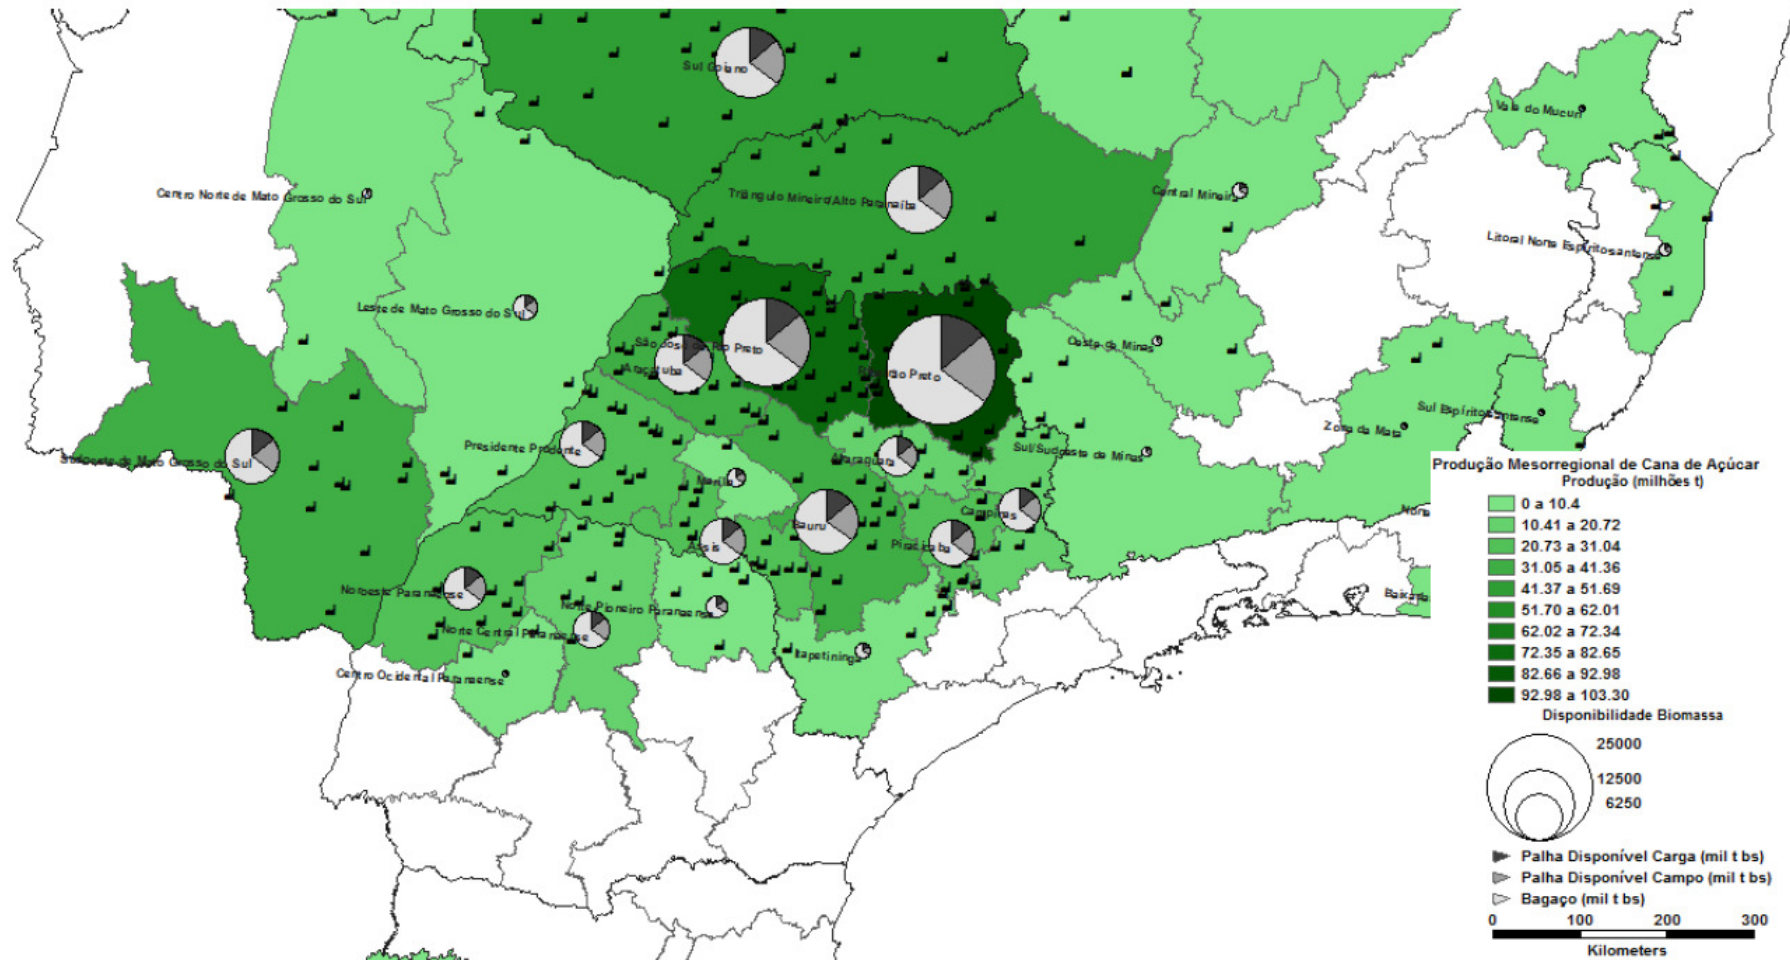 Sul Goiano
Vale do Mucuri
Centro Norte de Mato Grosso do Sul
Triângulo Mineiro/Alto Paranaíba
Central Mineira
Litoral Norte Espiritosantense
Leste de Mato Grosso do Sul
São José do Rio Preto
Oeste de Minas
Araçatuba
Ribeirão Preto
Sul Espiritosantense
Zona da Mata
Presidente Prudente
Sul/Sudoeste de Minas
Sudoeste de Mato Grosso do Sul
Araraquara
Marília
Campinas
Bauru
Assis
Piracicaba
Noroeste Paranaense
Norte Pioneiro Paranaense
Norte Central Paranaense
Itapetininga
Centro Ocidental Paranaense
Norte
Baixadas
Produção Mesorregional de Cana de Açúcar
Produção (milhões t)
0 a 10.4
10.41 a 20.72
20.73 a 31.04
31.05 a 41.36
41.37 a 51.69
51.70 a 62.01
62.02 a 72.34
72.35 a 82.65
82.66 a 92.98
92.98 a 103.30
Disponibilidade Biomassa
25000
12500
6250
Palha Disponível Carga (mil t bs)
Palha Disponível Campo (mil t bs)
Bagaço (mil t bs)
0 100 200 300
Kilometers